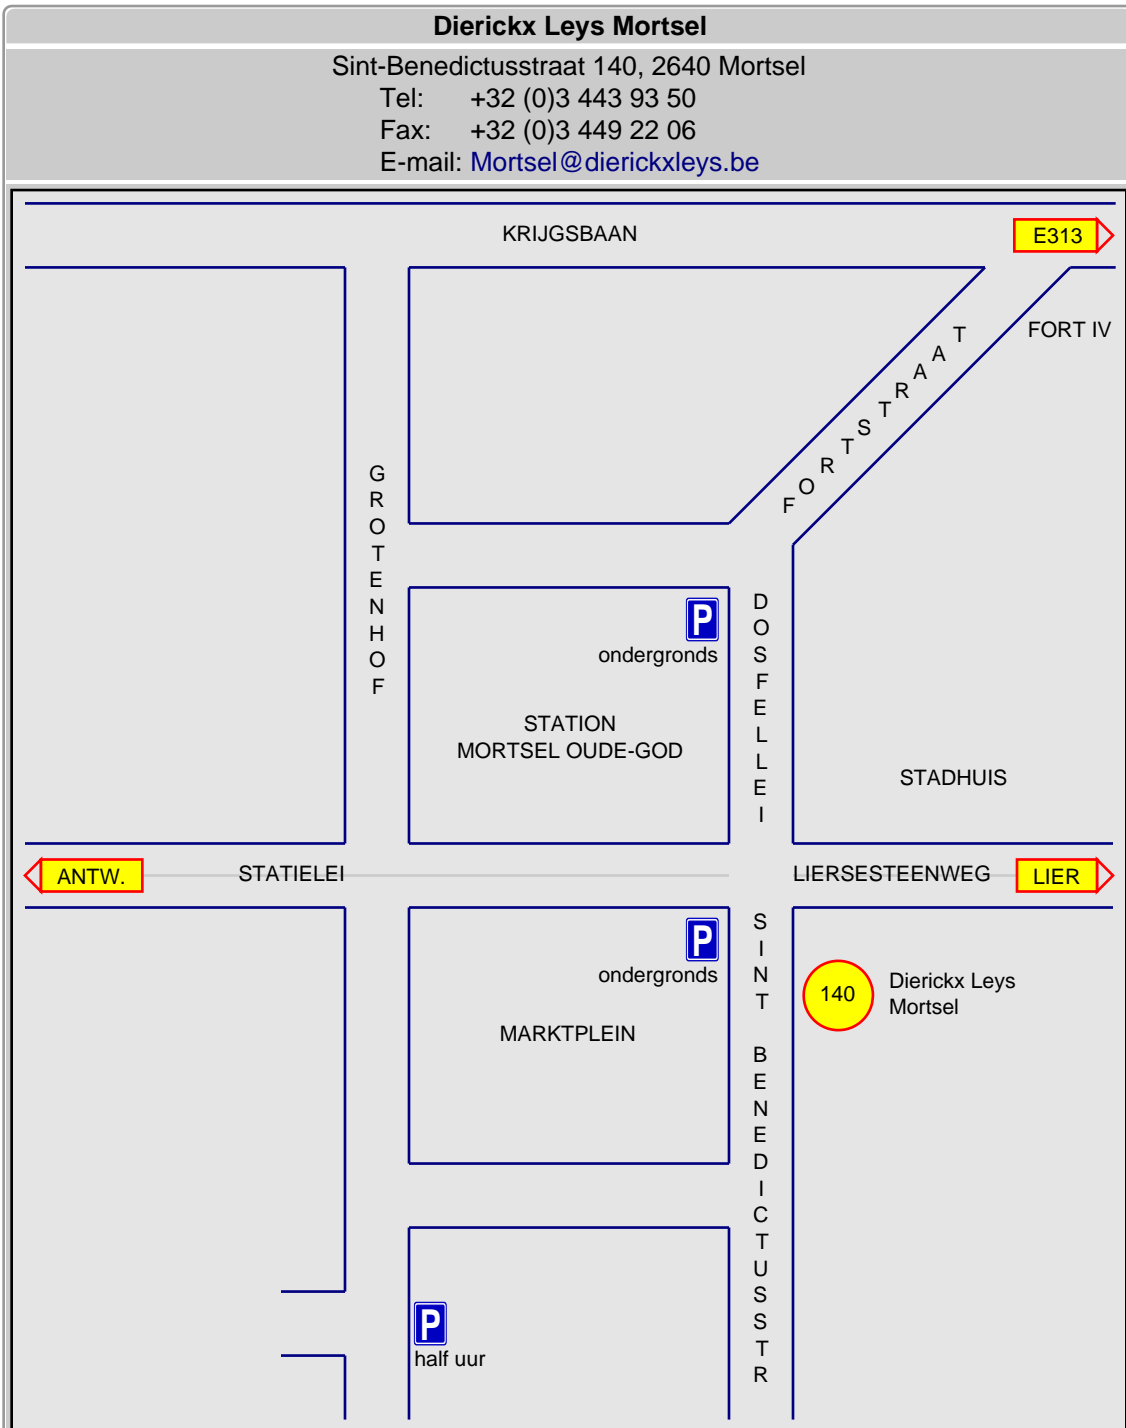 Dierickx Leys Mortsel
Sint-Benedictusstraat 140, 2640 Mortsel
Tel: +32 (0)3 443 93 50
Fax: +32 (0)3 449 22 06
E-mail: Mortsel@dierickxleys.be
KRIJGSBAAN
E313
FORT IV
FORTSTRAAT
GROTENHOF
DOSFELLEI
P
ondergronds
STATION
MORTSEL OUDE-GOD
STADHUIS
ANTW.
STATIELEI
LIERSESTEENWEG
LIER
P
ondergronds
SINT BENEDICTUSSTR
140
Dierickx Leys
Mortsel
MARKTPLEIN
P
half uur